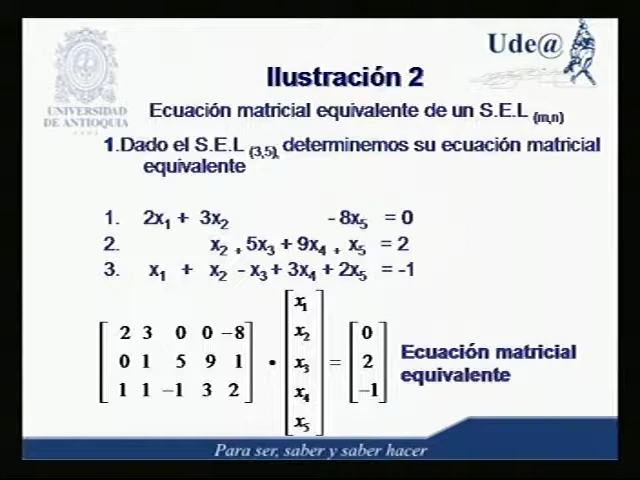 Ude@
UNIVERSIDAD
DE ANTIOQUIA
Ilustración 2
Ecuación matricial equivalente de un S.E.L (m,n)
1.Dado el S.E.L (3,5), determinemos su ecuación matricial
equivalente
1. 2x₁ + 3x₂ - 8x₅ = 0
2. x₂ + 5x₃ + 9x₄ + x₅ = 2
3. x₁ + x₂ - x₃ + 3x₄ + 2x₅ = -1
2 3 0 0 −8
0 1 5 9 1
1 1 −1 3 2
•
x₁
x₂
x₃
x₄
x₅
=
0
2
−1
Ecuación matricial
equivalente
Para ser, saber y saber hacer